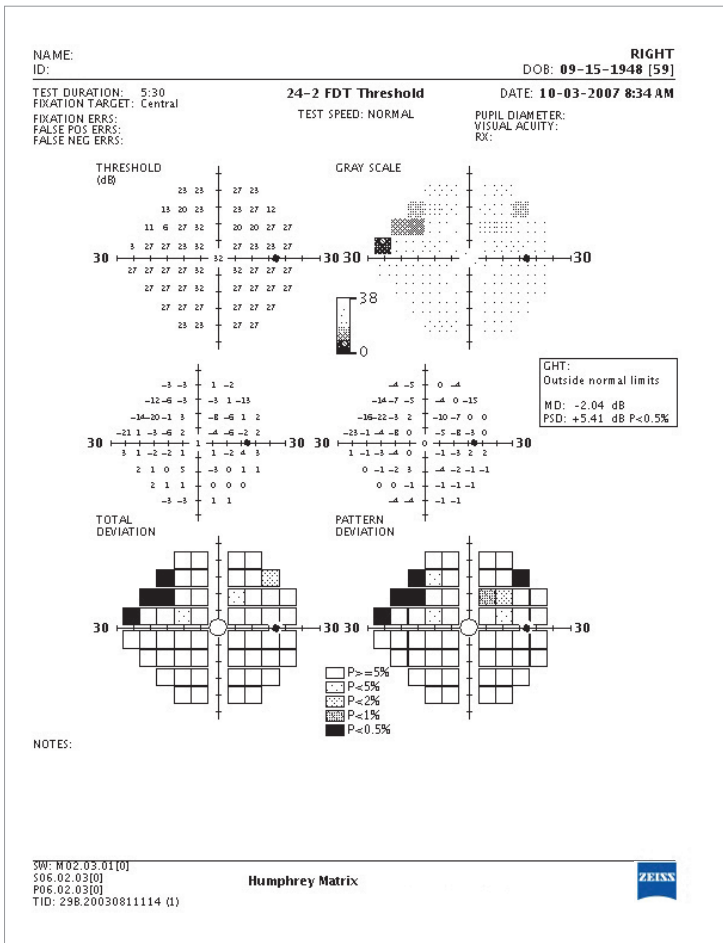 NAME:
RIGHT
ID:
DOB: 09-15-1948 [59]
TEST DURATION: 5:30
24-2 FDT Threshold
DATE: 10-03-2007 8:34 AM
FIXATION TARGET: Central
TEST SPEED: NORMAL
FIXATION ERRS:
PUPIL DIAMETER:
FALSE POS ERRS:
VISUAL ACUITY:
FALSE NEG ERRS:
RX:
THRESHOLD
(dB)
GRAY SCALE
23 23 27 23
13 20 23 23 27 12
11 6 27 32 20 20 27 27
3 27 27 23 32 27 23 23 27
30 32 30 30 30
27 27 27 27 27 32 27 27 27
27 27 32 32 27 27 27 27
27 27 27 27 27 27
23 23 27 27
38
0
-3 -3 1 -2
-4 -5 0 -4
-12 -6 -3 -3 1 -13
-14 -7 -5 -4 0 -15
-14 -20 -1 3 -8 -6 1 2
-16 -22 -3 2 -10 -7 0 0
-21 1 -3 -6 2 -4 -6 -2 2
-23 -1 -4 -8 0 -5 -8 -3 0
30 1 30 30 0 30
3 1 -2 -2 1 1 -2 4 3
1 -1 -3 -4 0 -1 -3 2 2
2 1 0 5 -3 0 1 1
0 -1 -2 3 -4 -2 -1 -1
2 1 1 0 0 0
0 0 -1 -1 -1 -1
-3 -3 1 1
-4 -4 -1 -1
GHT:
Outside normal limits
MD: -2.04 dB
PSD: +5.41 dB P<0.5%
TOTAL
DEVIATION
PATTERN
DEVIATION
30 30 30 30
P>=5%
P<5%
P<2%
P<1%
P<0.5%
NOTES:
SW: M02.03.01[0]
S06.02.03[0]
P06.02.03[0]
TID: 29B.20030811114 (1)
Humphrey Matrix
ZEISS